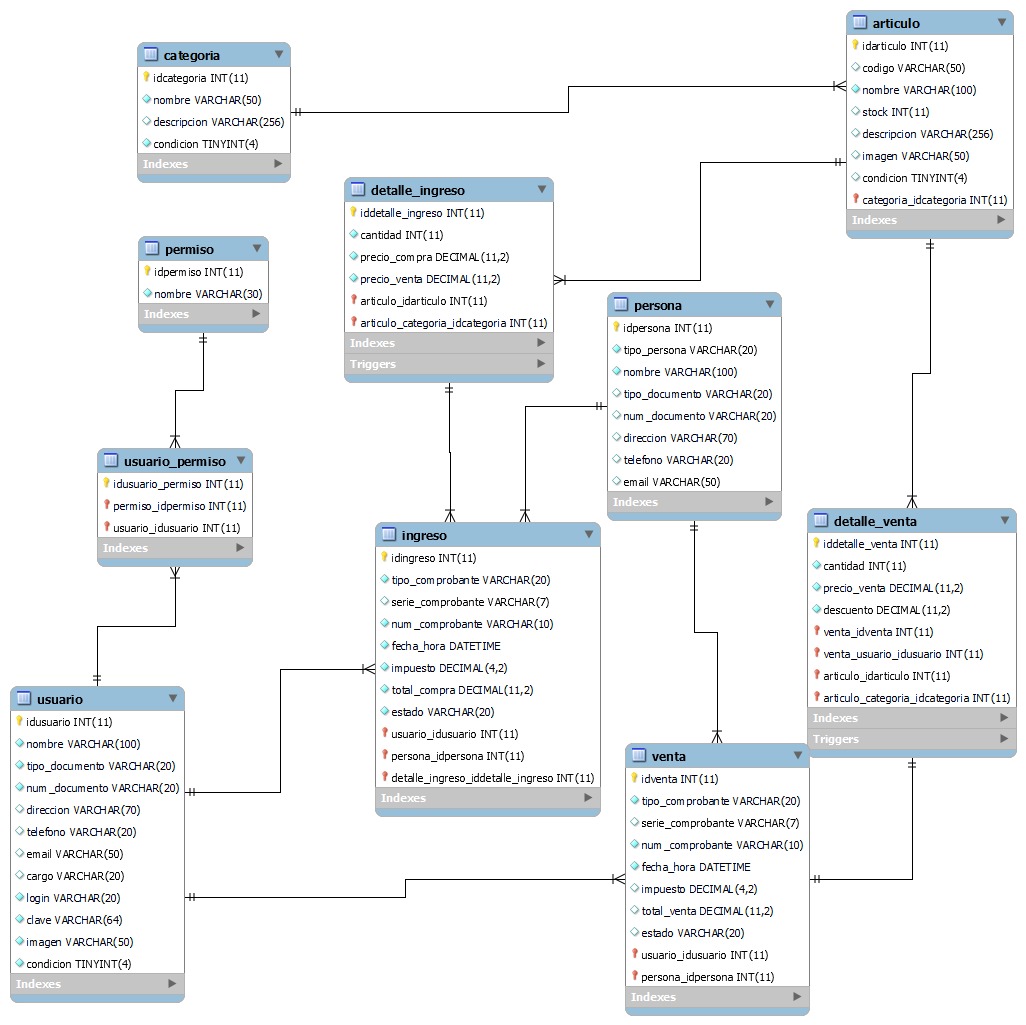 categoria
idcategoria INT(11)
nombre VARCHAR(50)
descripcion VARCHAR(256)
condicion TINYINT(4)
Indexes
articulo
idarticulo INT(11)
codigo VARCHAR(50)
nombre VARCHAR(100)
stock INT(11)
descripcion VARCHAR(256)
imagen VARCHAR(50)
condicion TINYINT(4)
categoria_idcategoria INT(11)
Indexes
detalle_ingreso
iddetalle_ingreso INT(11)
cantidad INT(11)
precio_compra DECIMAL(11,2)
precio_venta DECIMAL(11,2)
articulo_idarticulo INT(11)
articulo_categoria_idcategoria INT(11)
Indexes
Triggers
permiso
idpermiso INT(11)
nombre VARCHAR(30)
Indexes
persona
idpersona INT(11)
tipo_persona VARCHAR(20)
nombre VARCHAR(100)
tipo_documento VARCHAR(20)
num_documento VARCHAR(20)
direccion VARCHAR(70)
telefono VARCHAR(20)
email VARCHAR(50)
Indexes
usuario_permiso
idusuario_permiso INT(11)
permiso_idpermiso INT(11)
usuario_idusuario INT(11)
Indexes
ingreso
idingreso INT(11)
tipo_comprobante VARCHAR(20)
serie_comprobante VARCHAR(7)
num_comprobante VARCHAR(10)
fecha_hora DATETIME
impuesto DECIMAL(4,2)
total_compra DECIMAL(11,2)
estado VARCHAR(20)
usuario_idusuario INT(11)
persona_idpersona INT(11)
detalle_ingreso_iddetalle_ingreso INT(11)
Indexes
detalle_venta
iddetalle_venta INT(11)
cantidad INT(11)
precio_venta DECIMAL(11,2)
descuento DECIMAL(11,2)
venta_idventa INT(11)
venta_usuario_idusuario INT(11)
articulo_idarticulo INT(11)
articulo_categoria_idcategoria INT(11)
Indexes
Triggers
usuario
idusuario INT(11)
nombre VARCHAR(100)
tipo_documento VARCHAR(20)
num_documento VARCHAR(20)
direccion VARCHAR(70)
telefono VARCHAR(20)
email VARCHAR(50)
cargo VARCHAR(20)
login VARCHAR(20)
clave VARCHAR(64)
imagen VARCHAR(50)
condicion TINYINT(4)
Indexes
venta
idventa INT(11)
tipo_comprobante VARCHAR(20)
serie_comprobante VARCHAR(7)
num_comprobante VARCHAR(10)
fecha_hora DATETIME
impuesto DECIMAL(4,2)
total_venta DECIMAL(11,2)
estado VARCHAR(20)
usuario_idusuario INT(11)
persona_idpersona INT(11)
Indexes